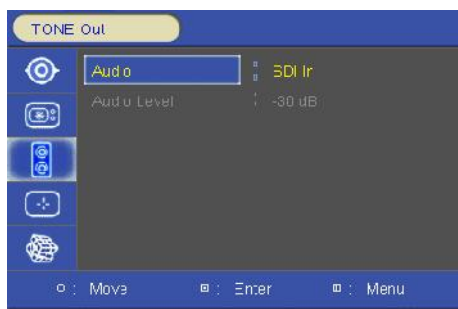 TONE Out
Audio : SDI In
Audio Level : -30 dB
: Move : Enter : Menu